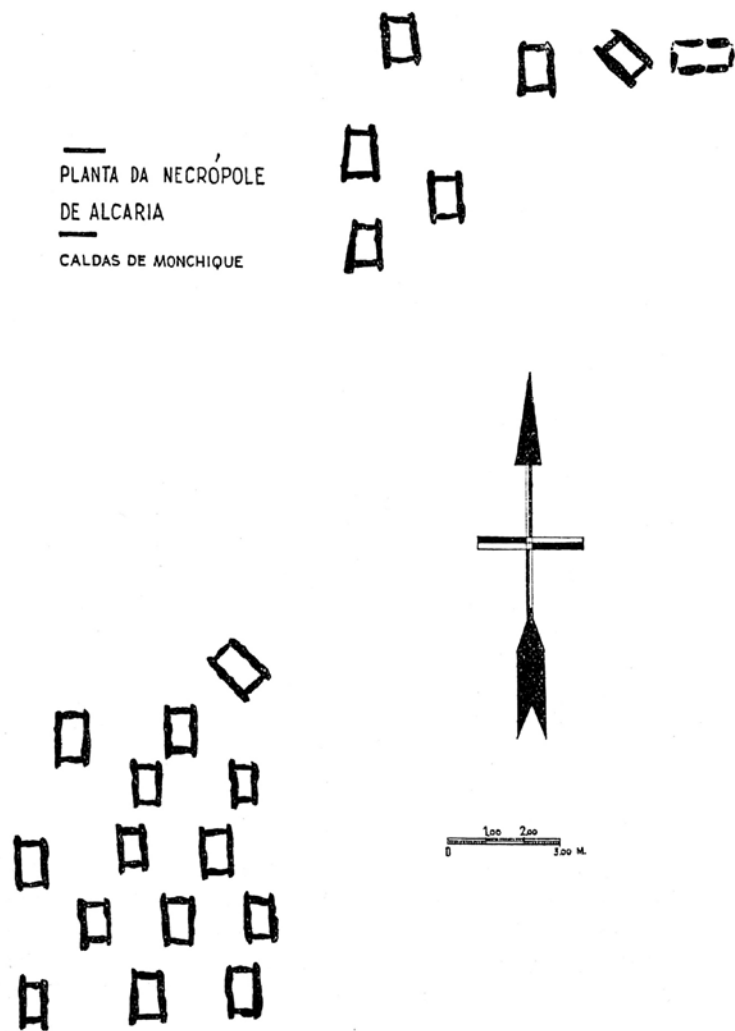 PLANTA DA NECRÓPOLE
DE ALCARIA
CALDAS DE MONCHIQUE
1.00 2.00
0 3.00 M.